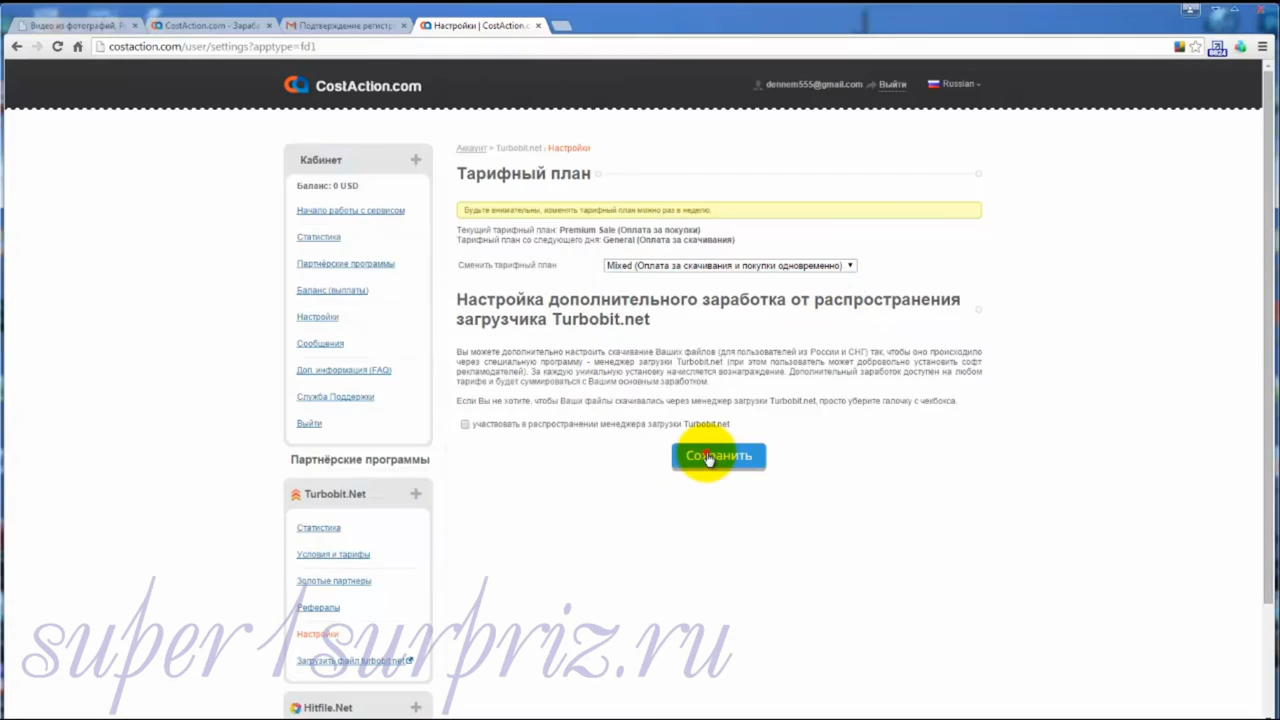 Видео из фотографий, Р
CostAction.com - Зараба
Подтверждение регистр
Настройки | CostAction.c
costaction.com/user/settings?apptype=fd1
CostAction.com
dennem555@gmail.com
Выйти
Russian
Кабинет
Баланс: 0 USD
Начало работы с сервисом
Статистика
Партнёрские программы
Баланс (выплаты)
Настройки
Сообщения
Доп. информация (FAQ)
Служба Поддержки
Выйти
Партнёрские программы
Turbobit.Net
Статистика
Условия и тарифы
Золотые партнеры
Рефералы
Настройки
Загрузить файл turbobit.net
Hitfile.Net
Аккаунт > Turbobit.net : Настройки
Тарифный план
Будьте внимательны, изменять тарифный план можно раз в неделю.
Текущий тарифный план: Premium Sale (Оплата за покупки)
Тарифный план со следующего дня: General (Оплата за скачивания)
Сменить тарифный план
Mixed (Оплата за скачивания и покупки одновременно)
Настройка дополнительного заработка от распространения
загрузчика Turbobit.net
Вы можете дополнительно настроить скачивание Ваших файлов (для пользователей из России и СНГ) так, чтобы оно происходило
через специальную программу - менеджер загрузки Turbobit.net (при этом пользователь может добровольно установить софт
рекламодателей). За каждую уникальную установку начисляется вознаграждение. Дополнительный заработок доступен на любом
тарифе и будет суммироваться с Вашим основным заработком.
Если Вы не хотите, чтобы Ваши файлы скачивались через менеджер загрузки Turbobit.net, просто уберите галочку с чекбокса.
участвовать в распространении менеджера загрузки Turbobit.net
Сохранить
super1surpriz.ru